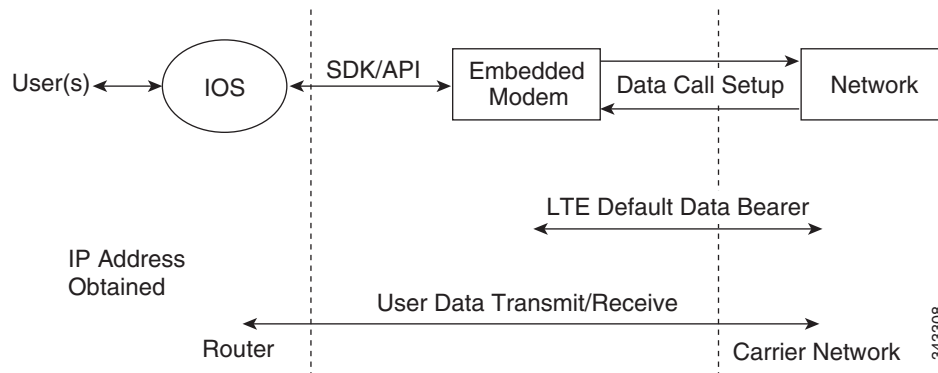 User(s)
IOS
SDK/API
Embedded
Modem
Data Call Setup
Network
LTE Default Data Bearer
IP Address
Obtained
User Data Transmit/Receive
Router
Carrier Network
343308